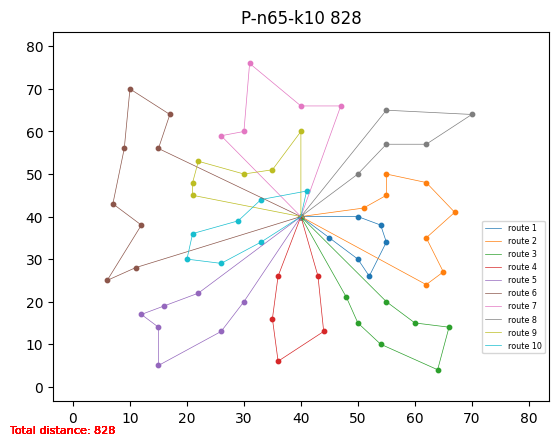 P-n65-k10 828
80
70
60
50
40
30
20
10
0
0 10 20 30 40 50 60 70 80
route 1
route 2
route 3
route 4
route 5
route 6
route 7
route 8
route 9
route 10
Total distance: 828